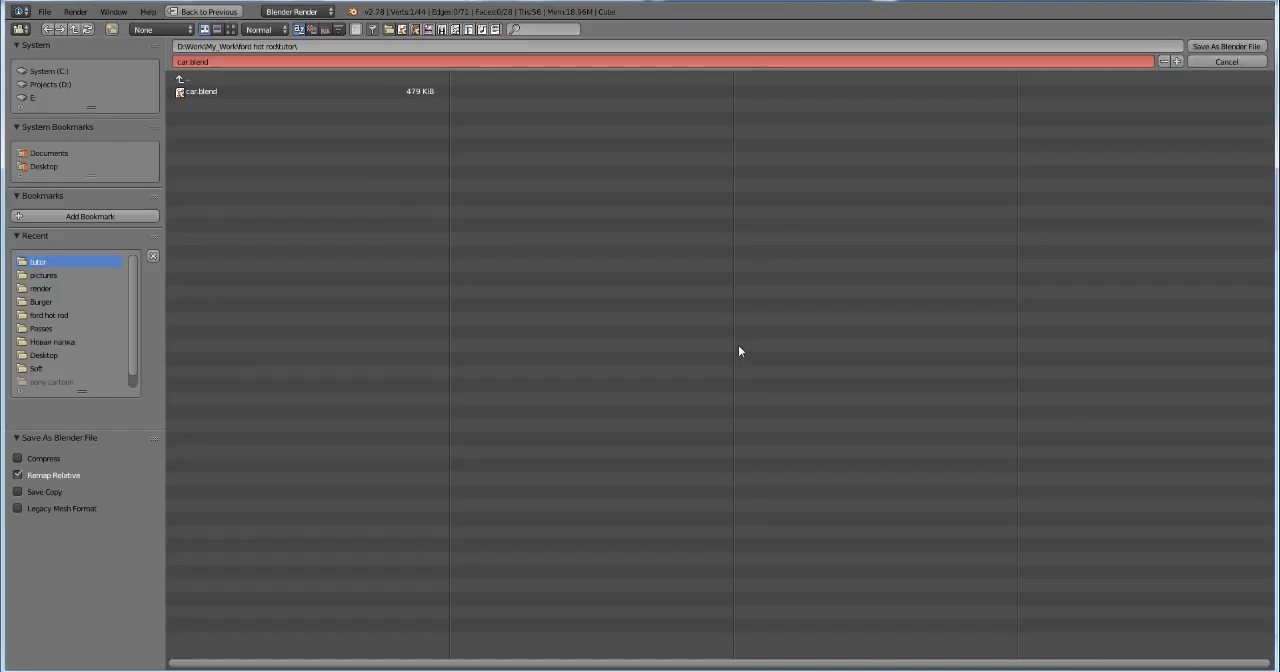 File Render Window Help Back to Previous Blender Render v2.78 | Verts:1/44 | Edges:0/71 | Faces:0/28 | Tris:56 | Mem:18.96M | Cube
None Normal
System
D:\Work\My_Work\ford hot rod\tutor\ Save As Blender File
car.blend Cancel
System (C:)
Projects (D:)
E:
..
car.blend 479 KiB
System Bookmarks
Documents
Desktop
Bookmarks
Add Bookmark
Recent
tutor
pictures
render
Burger
ford hot rod
Passes
Новая папка
Desktop
Soft
pony cartoon
Save As Blender File
Compress
Remap Relative
Save Copy
Legacy Mesh Format